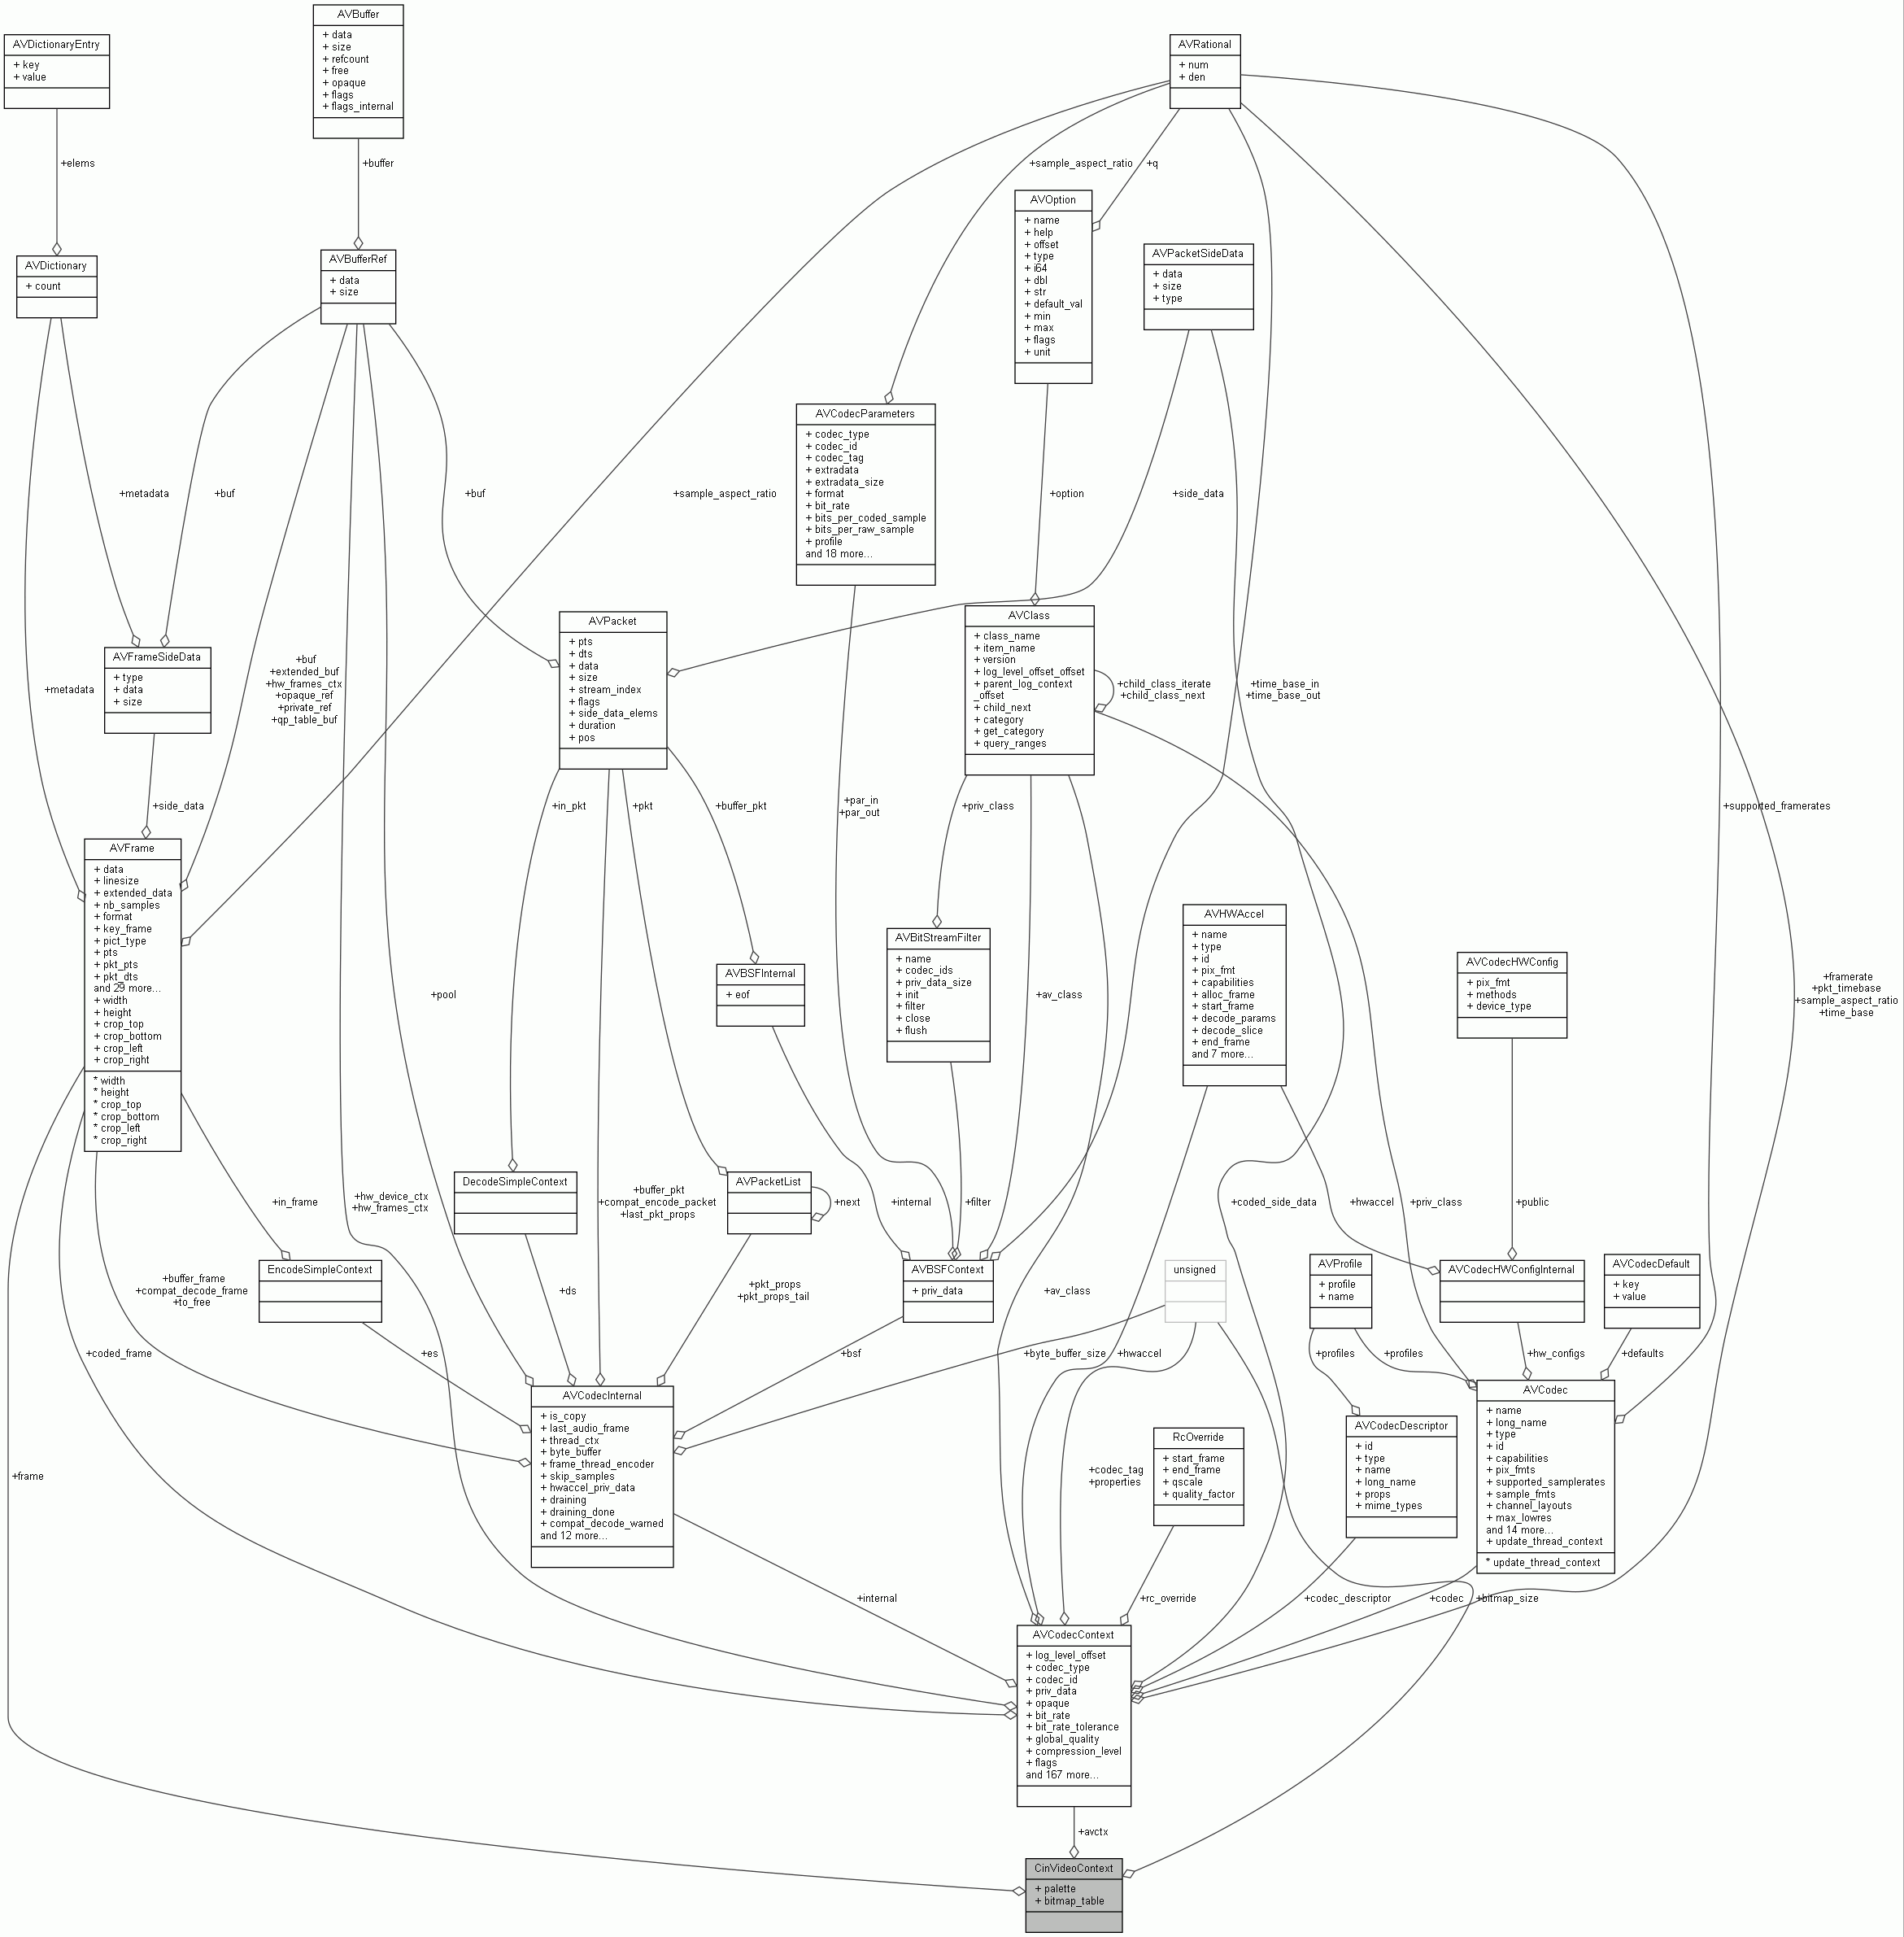 AVBuffer
+ data
+ size
+ refcount
+ free
+ opaque
+ flags
+ flags_internal
AVDictionaryEntry
+ key
+ value
AVRational
+ num
+ den
+elems
+buffer
+sample_aspect_ratio
+q
AVOption
+ name
+ help
+ offset
+ type
+ i64
+ dbl
+ str
+ default_val
+ min
+ max
+ flags
+ unit
AVPacketSideData
+ data
+ size
+ type
AVDictionary
+ count
AVBufferRef
+ data
+ size
AVCodecParameters
+ codec_type
+ codec_id
+ codec_tag
+ extradata
+ extradata_size
+ format
+ bit_rate
+ bits_per_coded_sample
+ bits_per_raw_sample
+ profile
and 18 more...
+metadata
+buf
+buf
+sample_aspect_ratio
+option
+side_data
AVPacket
+ pts
+ dts
+ data
+ size
+ stream_index
+ flags
+ side_data_elems
+ duration
+ pos
AVClass
+ class_name
+ item_name
+ version
+ log_level_offset_offset
+ parent_log_context
_offset
+ child_next
+ category
+ get_category
+ query_ranges
+child_class_iterate
+child_class_next
+time_base_in
+time_base_out
AVFrameSideData
+ type
+ data
+ size
+metadata
+buf
+extended_buf
+hw_frames_ctx
+opaque_ref
+private_ref
+qp_table_buf
+side_data
+in_pkt
+pkt
+buffer_pkt
+par_in
+par_out
+priv_class
+supported_framerates
AVFrame
+ data
+ linesize
+ extended_data
+ nb_samples
+ format
+ key_frame
+ pict_type
+ pts
+ pkt_pts
+ pkt_dts
and 29 more...
+ width
+ height
+ crop_top
+ crop_bottom
+ crop_left
+ crop_right
* width
* height
* crop_top
* crop_bottom
* crop_left
* crop_right
+pool
AVBSFInternal
+ eof
AVBitStreamFilter
+ name
+ codec_ids
+ priv_data_size
+ init
+ filter
+ close
+ flush
+av_class
AVHWAccel
+ name
+ type
+ id
+ pix_fmt
+ capabilities
+ alloc_frame
+ start_frame
+ decode_params
+ decode_slice
+ end_frame
and 7 more...
AVCodecHWConfig
+ pix_fmt
+ methods
+ device_type
+framerate
+pkt_timebase
+sample_aspect_ratio
+time_base
+in_frame
+hw_device_ctx
+hw_frames_ctx
DecodeSimpleContext
+buffer_pkt
+compat_encode_packet
+last_pkt_props
AVPacketList
+next
+internal
+filter
+coded_side_data
+hwaccel
+priv_class
+public
EncodeSimpleContext
+buffer_frame
+compat_decode_frame
+to_free
+ds
+pkt_props
+pkt_props_tail
AVBSFContext
+ priv_data
+av_class
unsigned
AVProfile
+ profile
+ name
AVCodecHWConfigInternal
AVCodecDefault
+ key
+ value
+coded_frame
+es
+bsf
+byte_buffer_size
+hwaccel
+profiles
+profiles
+hw_configs
+defaults
AVCodecInternal
+ is_copy
+ last_audio_frame
+ thread_ctx
+ byte_buffer
+ frame_thread_encoder
+ skip_samples
+ hwaccel_priv_data
+ draining
+ draining_done
+ compat_decode_warned
and 12 more...
+frame
+codec_tag
+properties
RcOverride
+ start_frame
+ end_frame
+ qscale
+ quality_factor
AVCodecDescriptor
+ id
+ type
+ name
+ long_name
+ props
+ mime_types
AVCodec
+ name
+ long_name
+ type
+ id
+ capabilities
+ pix_fmts
+ supported_samplerates
+ sample_fmts
+ channel_layouts
+ max_lowres
and 14 more...
+ update_thread_context
* update_thread_context
+internal
+rc_override
+codec_descriptor
+codec
+bitmap_size
AVCodecContext
+ log_level_offset
+ codec_type
+ codec_id
+ priv_data
+ opaque
+ bit_rate
+ bit_rate_tolerance
+ global_quality
+ compression_level
+ flags
and 167 more...
+avctx
CinVideoContext
+ palette
+ bitmap_table